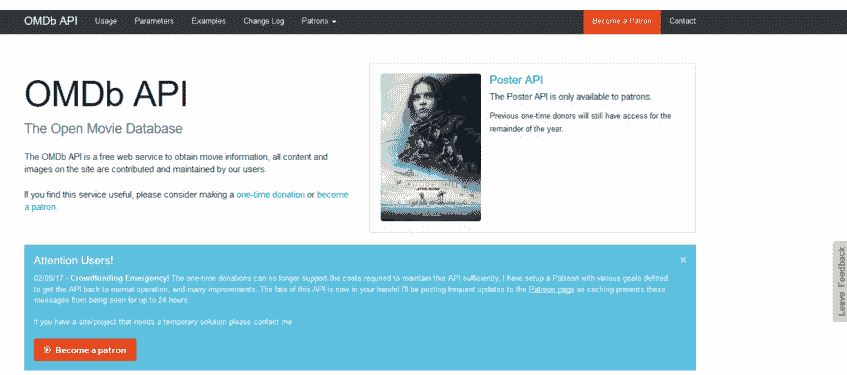 OMDb API Usage Parameters Examples Change Log Patrons Become a Patron Contact
OMDb API
The Open Movie Database
The OMDb API is a free web service to obtain movie information, all content and
images on the site are contributed and maintained by our users.
If you find this service useful, please consider making a one-time donation or become
a patron.
Poster API
The Poster API is only available to patrons.
Previous one-time donors will still have access for the
remainder of the year.
STAR WARS
Attention Users!
×
Crowdfunding Emergency! The one-time donations can no longer support the costs required to maintain this API sufficiently, I have setup a Patreon with various goals defined
to get the API back to normal operation, and many improvements. The fate of this API is now in your hands! I'll be posting frequent updates to the Patreon page as caching prevents these
messages from being seen for up to 24 hours.
If you have a site/project that needs a temporary solution please contact me
Become a patron
Leave Feedback